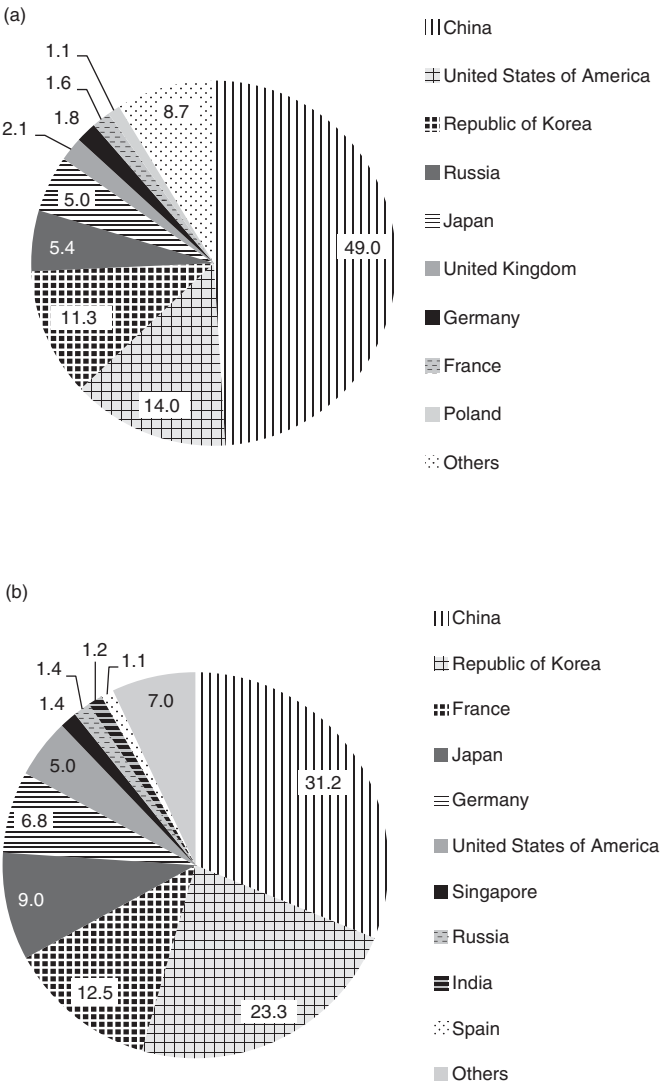 (a)
1.1
1.6
1.8
2.1
8.7
5.0
5.4
11.3
14.0
49.0
China
United States of America
Republic of Korea
Russia
Japan
United Kingdom
Germany
France
Poland
Others
(b)
1.2
1.1
1.4
1.4
7.0
5.0
6.8
9.0
12.5
23.3
31.2
China
Republic of Korea
France
Japan
Germany
United States of America
Singapore
Russia
India
Spain
Others